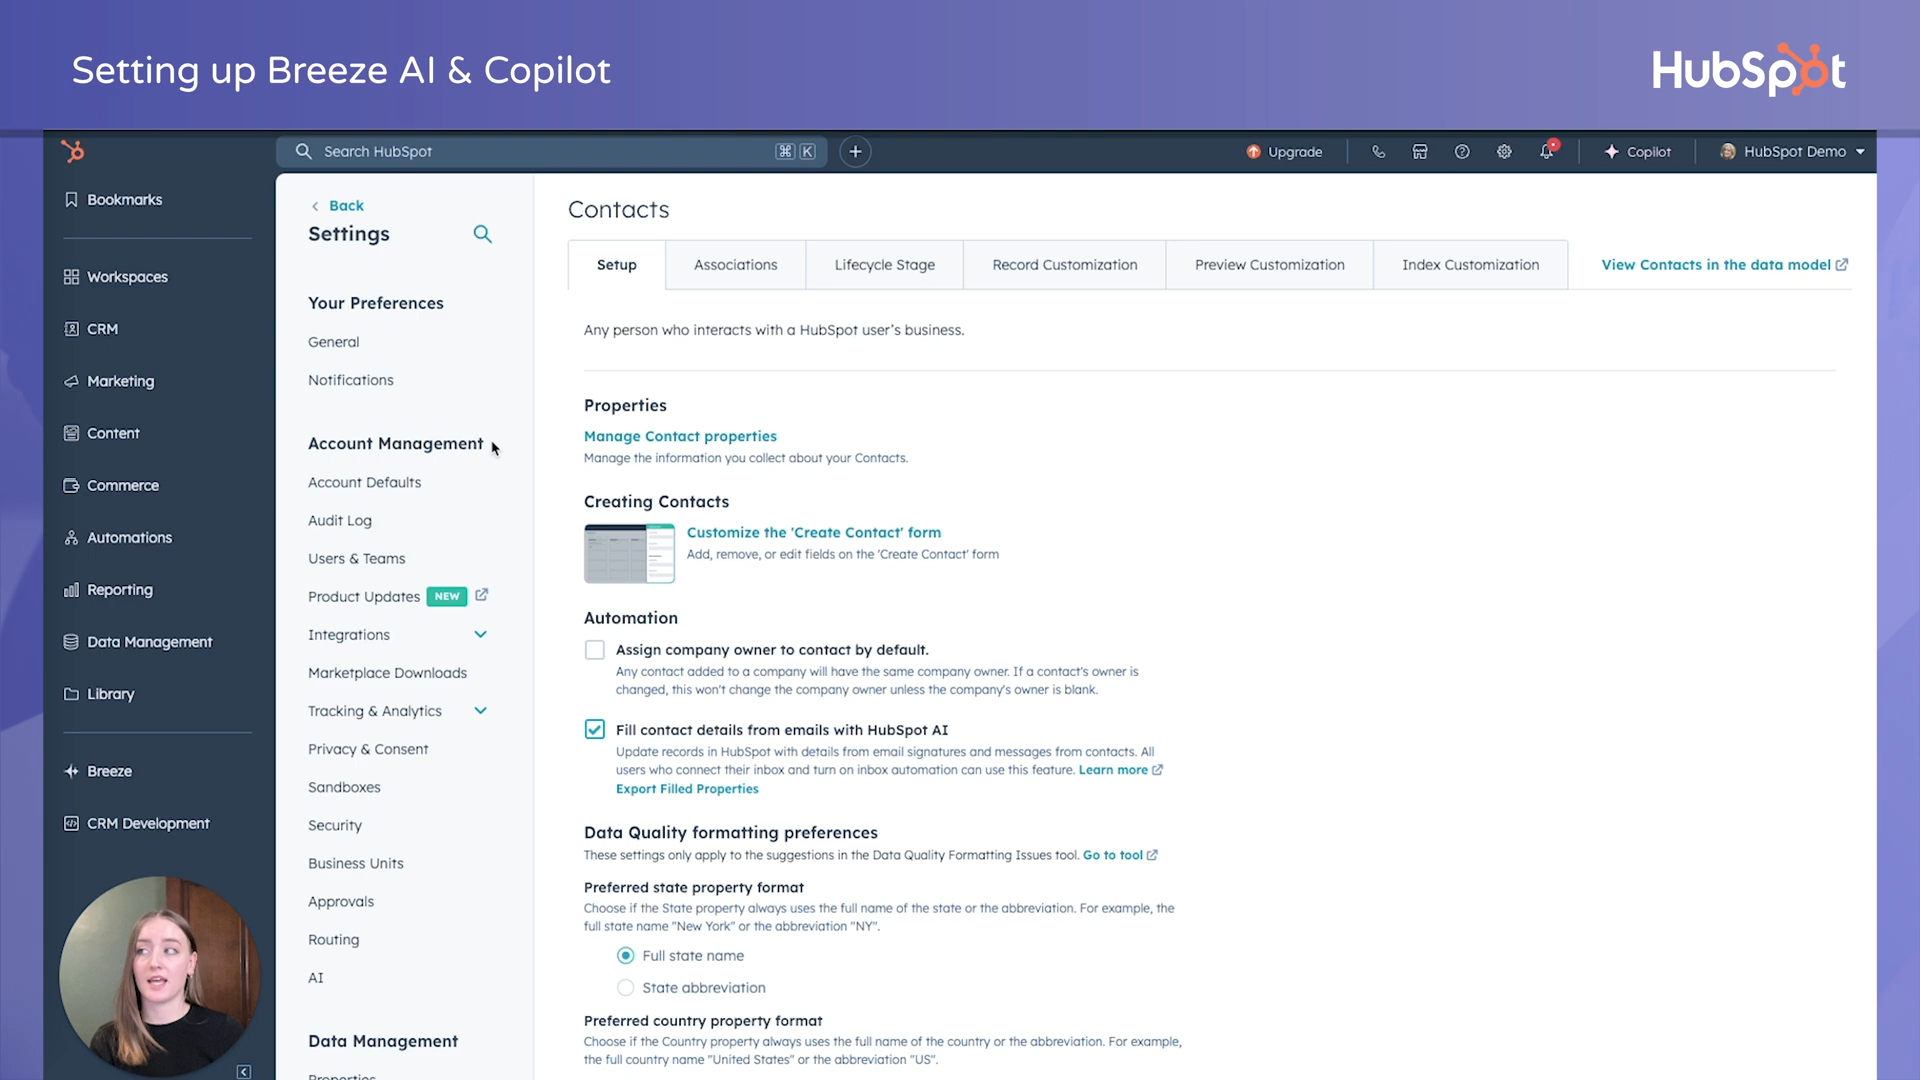 Setting up Breeze AI & Copilot
HubSpot
Search HubSpot
⌘ K
Upgrade
Copilot
HubSpot Demo
Bookmarks
Workspaces
CRM
Marketing
Content
Commerce
Automations
Reporting
Data Management
Library
Breeze
CRM Development
Back
Settings
Your Preferences
General
Notifications
Account Management
Account Defaults
Audit Log
Users & Teams
Product Updates NEW
Integrations
Marketplace Downloads
Tracking & Analytics
Privacy & Consent
Sandboxes
Security
Business Units
Approvals
Routing
AI
Data Management
Properties
Contacts
Setup
Associations
Lifecycle Stage
Record Customization
Preview Customization
Index Customization
View Contacts in the data model
Any person who interacts with a HubSpot user's business.
Properties
Manage Contact properties
Manage the information you collect about your Contacts.
Creating Contacts
Customize the 'Create Contact' form
Add, remove, or edit fields on the 'Create Contact' form
Automation
Assign company owner to contact by default.
Any contact added to a company will have the same company owner. If a contact's owner is
changed, this won't change the company owner unless the company's owner is blank.
Fill contact details from emails with HubSpot AI
Update records in HubSpot with details from email signatures and messages from contacts. All
users who connect their inbox and turn on inbox automation can use this feature. Learn more
Export Filled Properties
Data Quality formatting preferences
These settings only apply to the suggestions in the Data Quality Formatting Issues tool. Go to tool
Preferred state property format
Choose if the State property always uses the full name of the state or the abbreviation. For example, the
full state name "New York" or the abbreviation "NY".
Full state name
State abbreviation
Preferred country property format
Choose if the Country property always uses the full name of the country or the abbreviation. For example,
the full country name "United States" or the abbreviation "US".